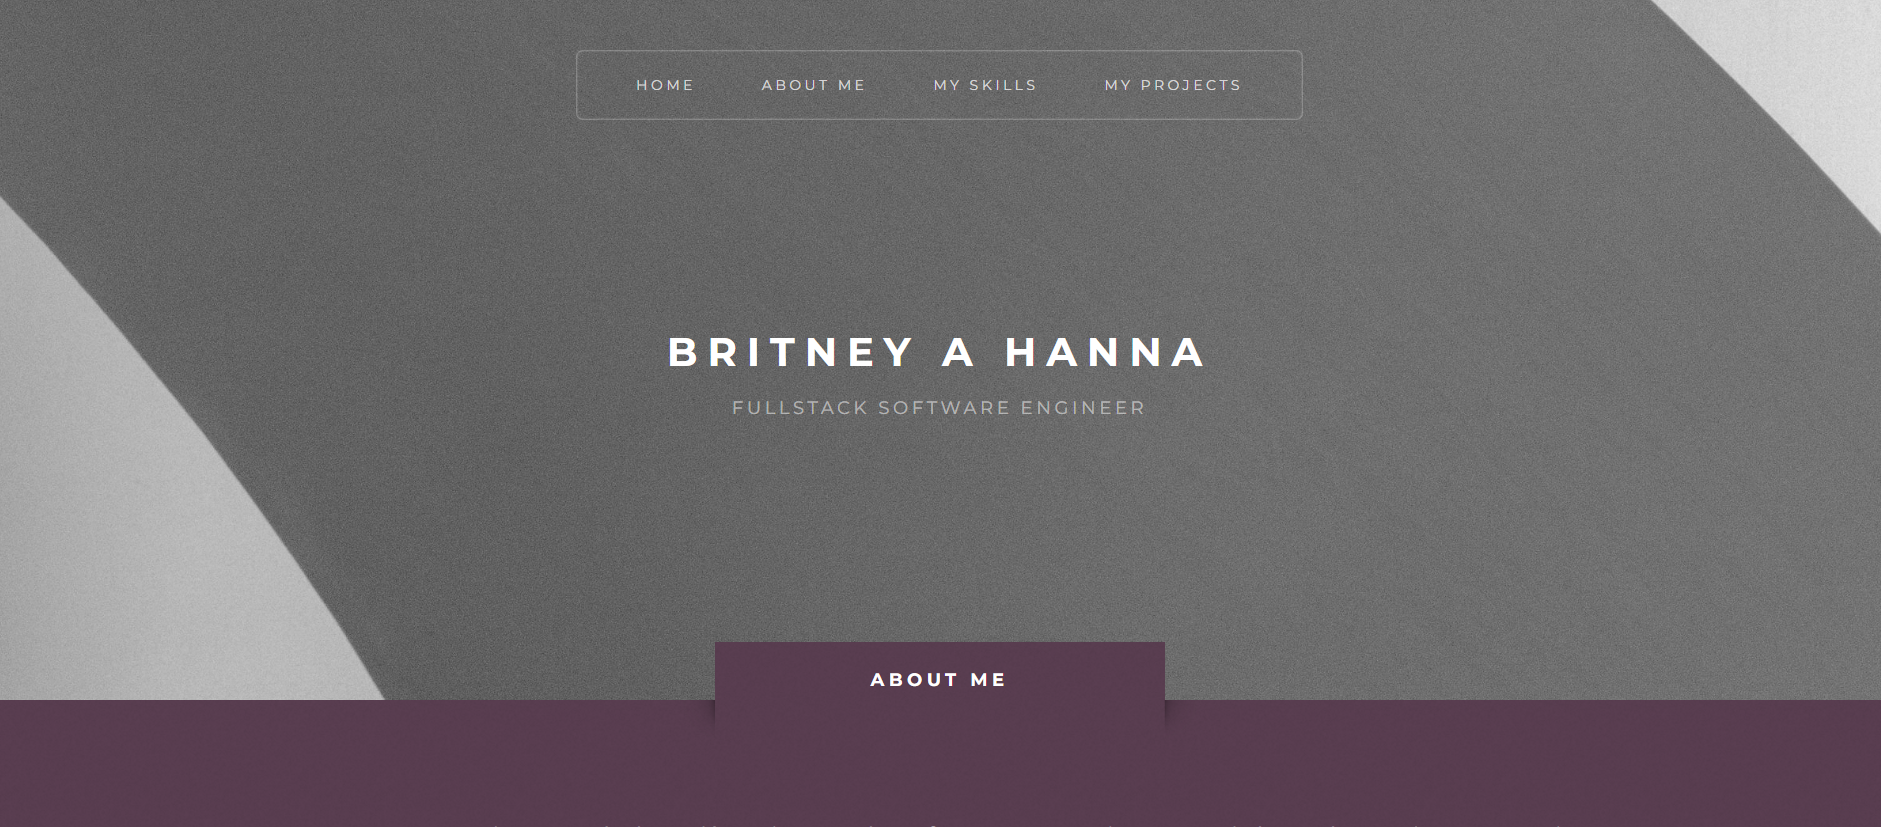 HOME ABOUT ME MY SKILLS MY PROJECTS
BRITNEY A HANNA
FULLSTACK SOFTWARE ENGINEER
ABOUT ME